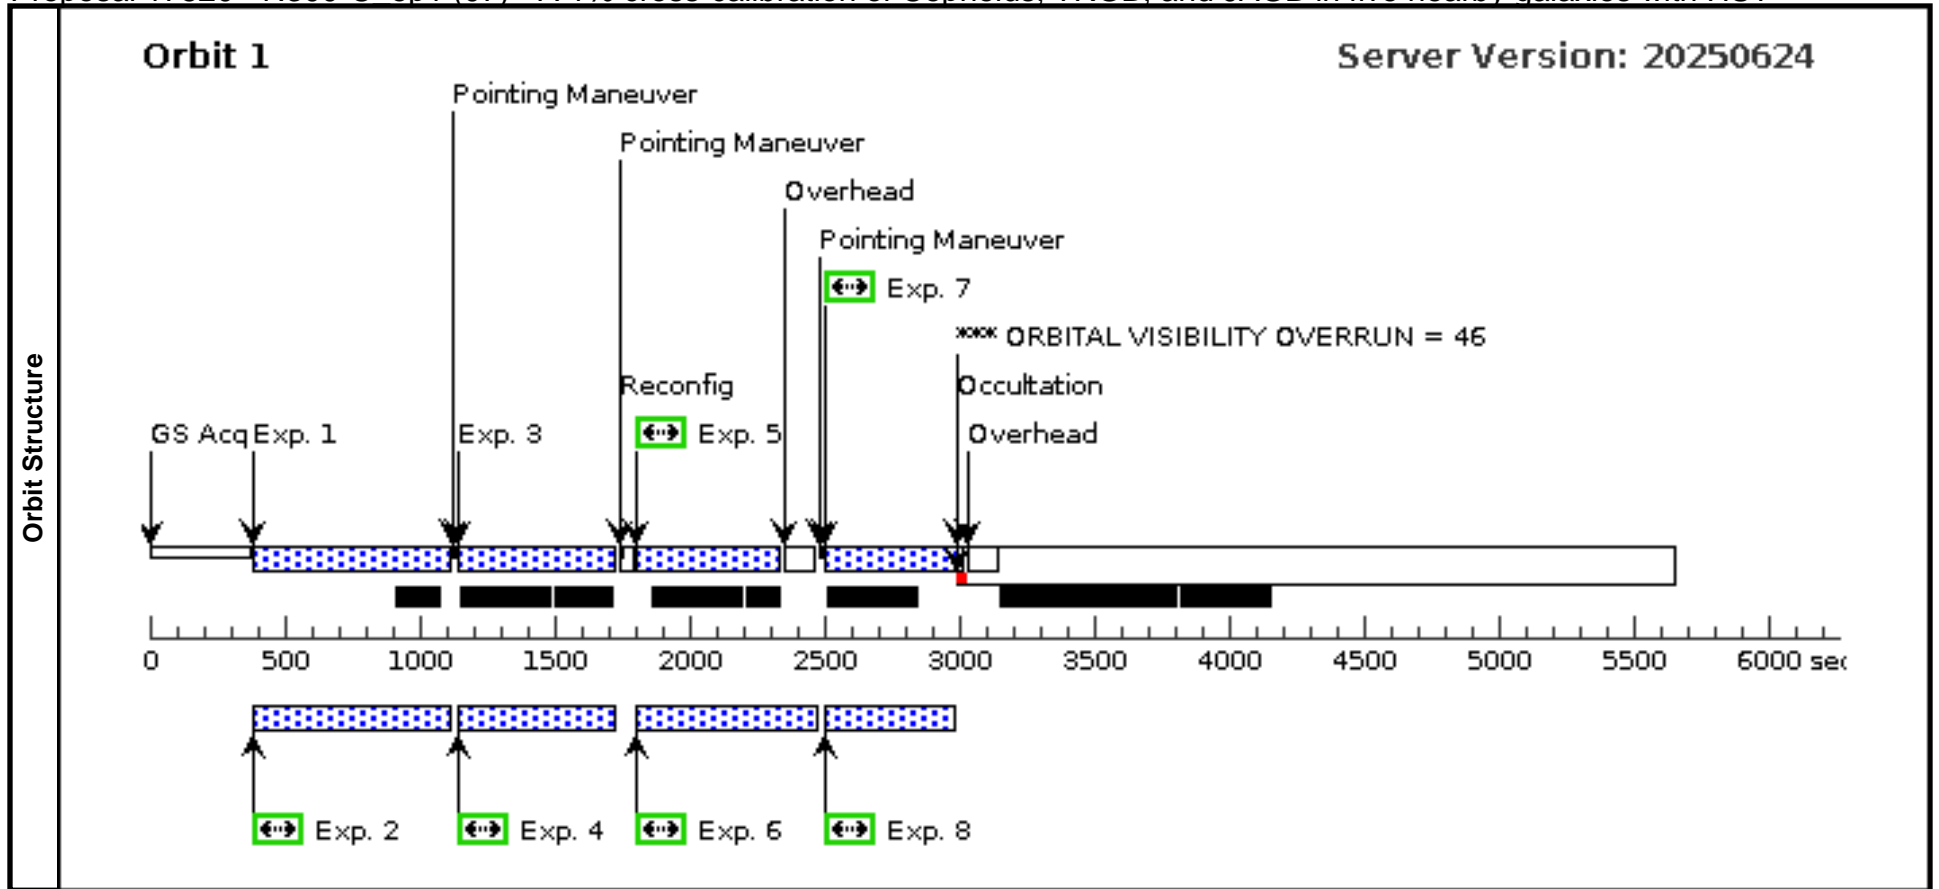 Orbit 1
Server Version: 20250624
Pointing Maneuver
Pointing Maneuver
Overhead
Pointing Maneuver
Exp. 7
*** ORBITAL VISIBILITY OVERRUN = 46
Reconfig
Occultation
GS Acq Exp. 1
Exp. 3
Exp. 5
Overhead
Orbit Structure
0 500 1000 1500 2000 2500 3000 3500 4000 4500 5000 5500 6000 sec
Exp. 2
Exp. 4
Exp. 6
Exp. 8